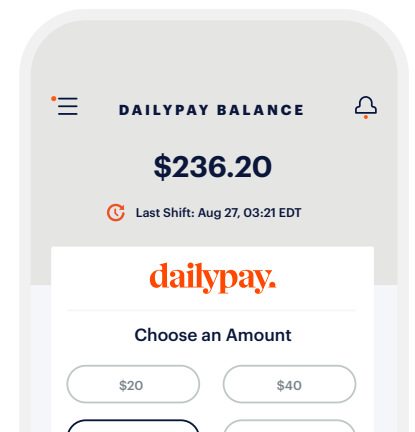 DAILYPAY BALANCE
$236.20
Last Shift: Aug 27, 03:21 EDT
dailypay.
Choose an Amount
$20 $40